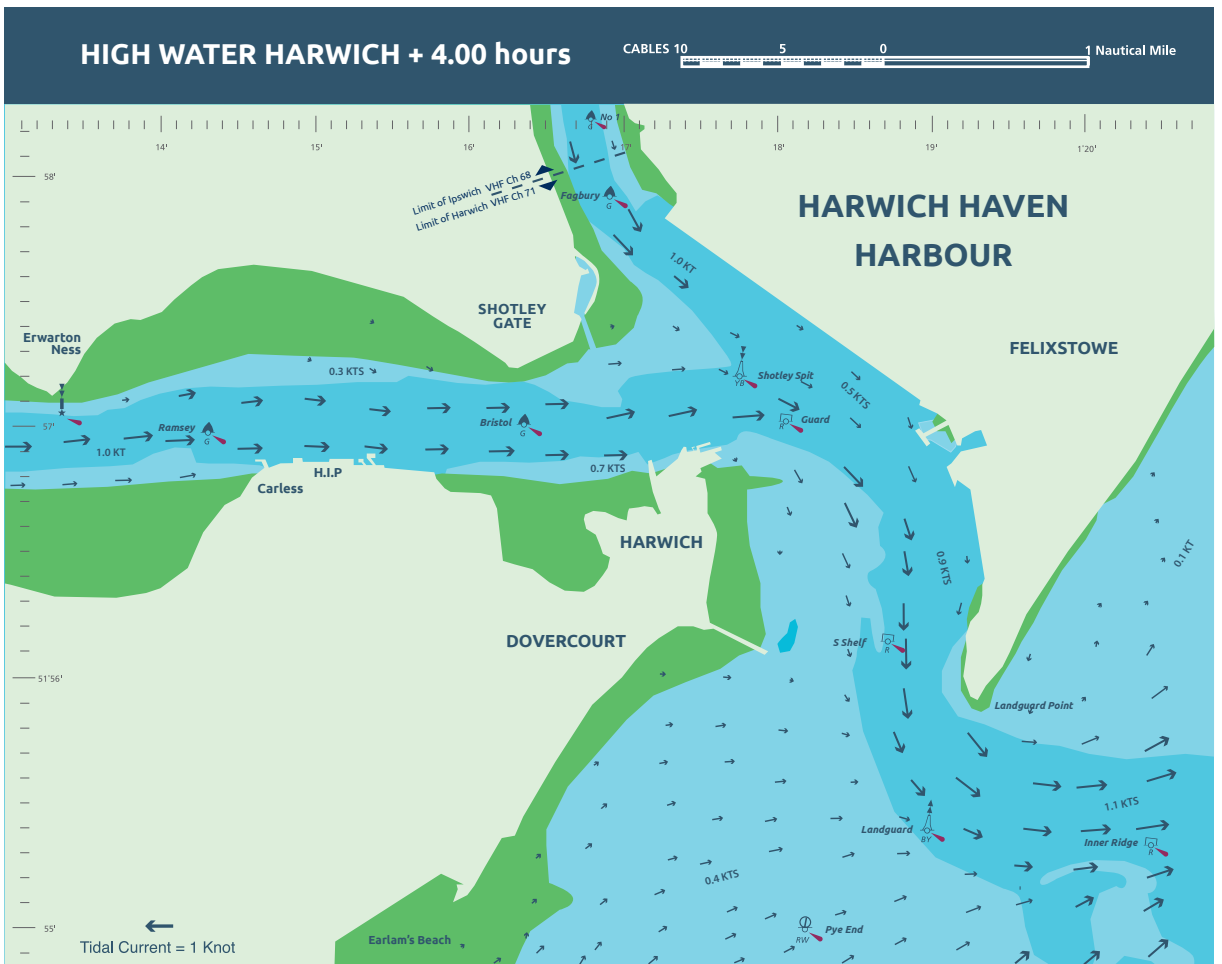 HIGH WATER HARWICH + 4.00 hours
CABLES 10 5 0 1 Nautical Mile
No 1
G
14' 15' 16' 17' 18' 19' 1°20'
58'
Limit of Ipswich VHF Ch 68
Limit of Harwich VHF Ch 71
Fagbury
G
HARWICH HAVEN
HARBOUR
1.0 KT
SHOTLEY
GATE
Erwarton
Ness
FELIXSTOWE
0.3 KTS
Shotley Spit
YB
0.5 KTS
57'
Ramsey
G
Bristol
G
Guard
R
1.0 KT
H.I.P
0.7 KTS
Carless
HARWICH
0.9 KTS
0.1 KT
DOVERCOURT
S Shelf
R
51°56'
Landguard Point
1.1 KTS
Landguard
BY
Inner Ridge
R
0.4 KTS
55'
Pye End
RW
Earlam's Beach
Tidal Current = 1 Knot